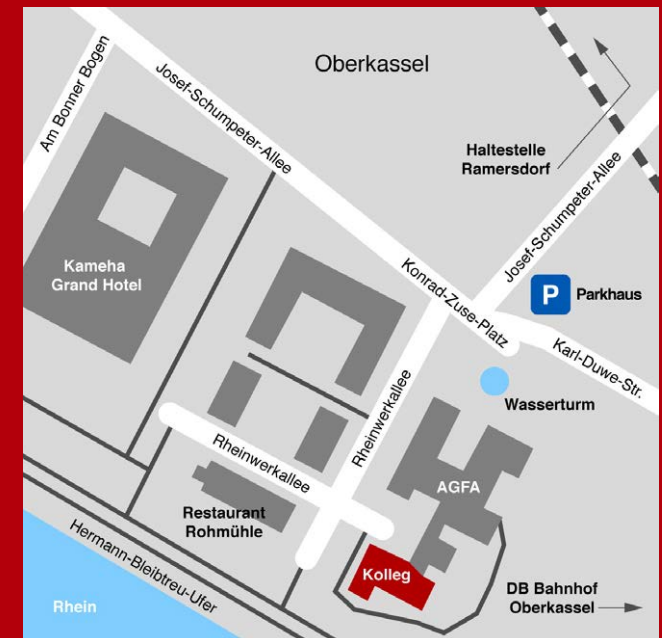 Oberkassel
Am Bonner Bogen
Josef-Schumpeter-Allee
Haltestelle
Ramersdorf
Josef-Schumpeter-Allee
Kameha
Grand Hotel
Konrad-Zuse-Platz
P
Parkhaus
Karl-Duwe-Str.
Wasserturm
Rheinwerkallee
Rheinwerkallee
AGFA
Restaurant
Rohmühle
Hermann-Bleibtreu-Ufer
Kolleg
Rhein
DB Bahnhof
Oberkassel